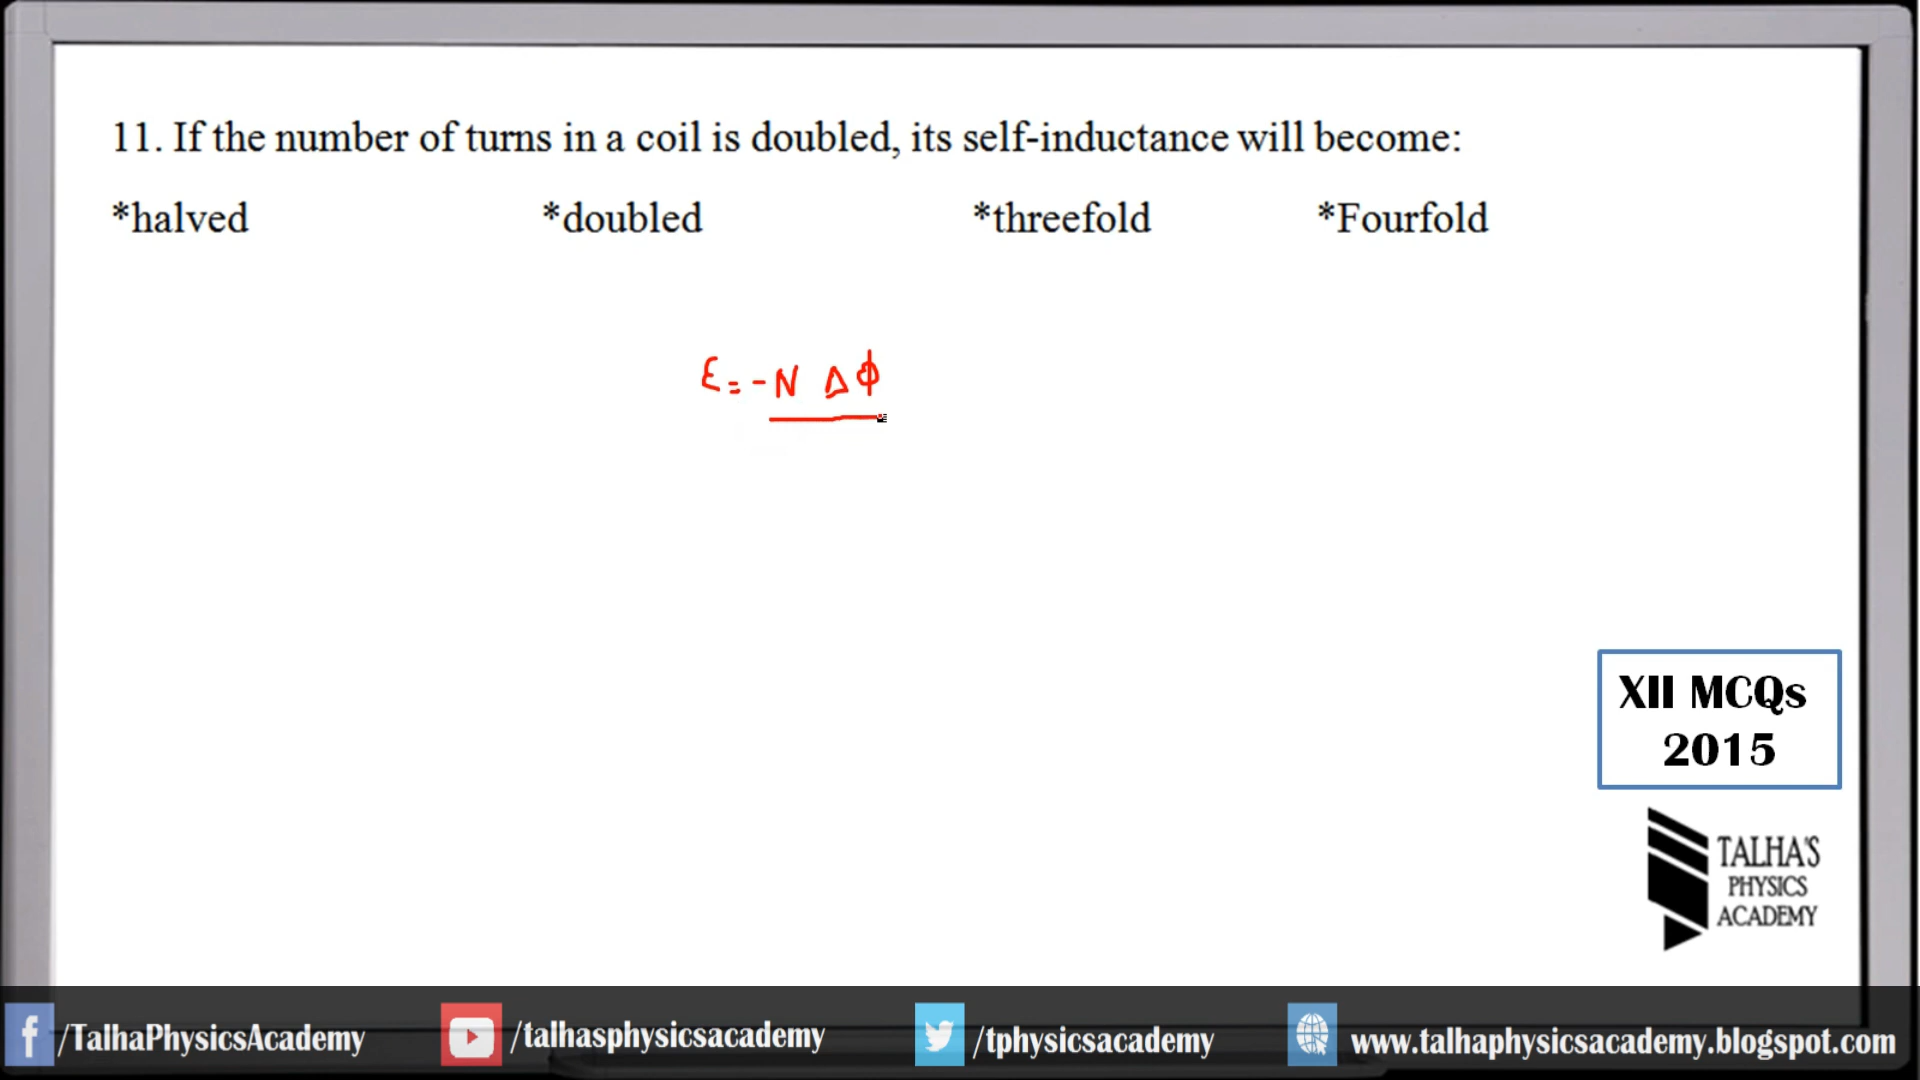 11. If the number of turns in a coil is doubled, its self-inductance will become:
*halved *doubled *threefold *Fourfold
ε = -N Δφ
XII MCQs
2015
TALHA'S
PHYSICS
ACADEMY
/TalhaPhysicsAcademy /talhasphysicsacademy /tphysicsacademy www.talhaphysicsacademy.blogspot.com